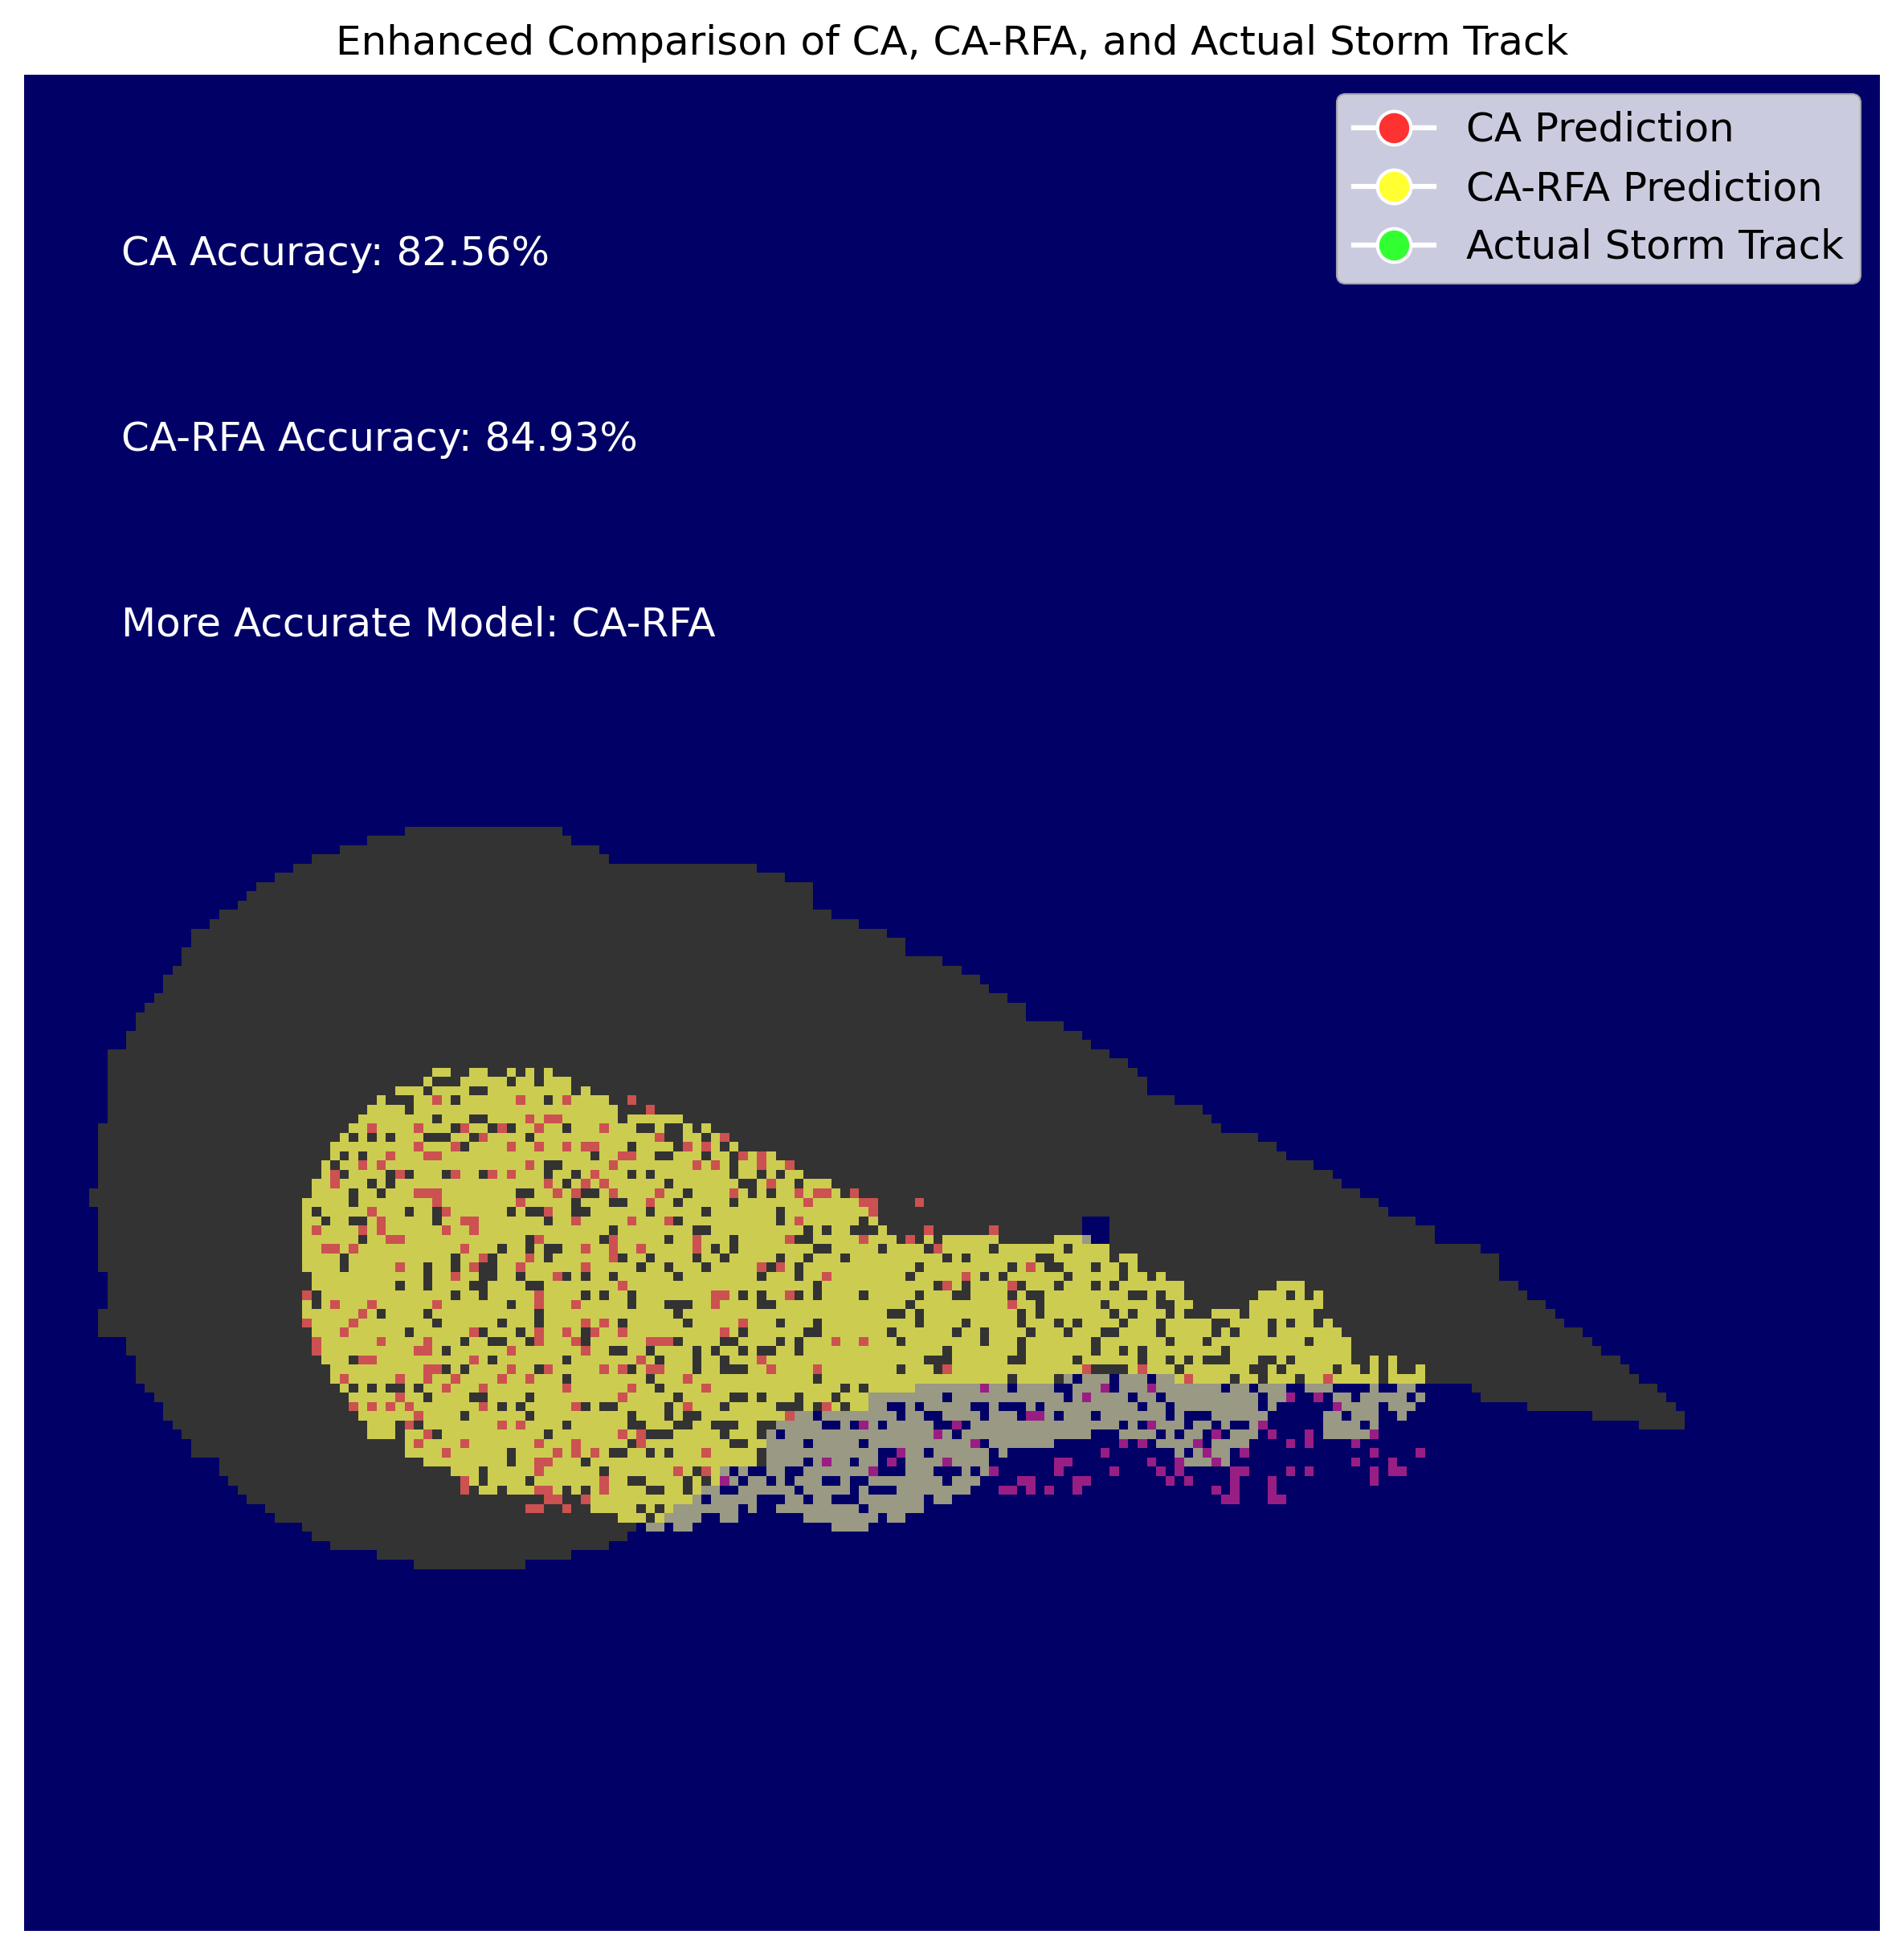 Enhanced Comparison of CA, CA-RFA, and Actual Storm Track
CA Prediction
CA-RFA Prediction
Actual Storm Track
CA Accuracy: 82.56%
CA-RFA Accuracy: 84.93%
More Accurate Model: CA-RFA